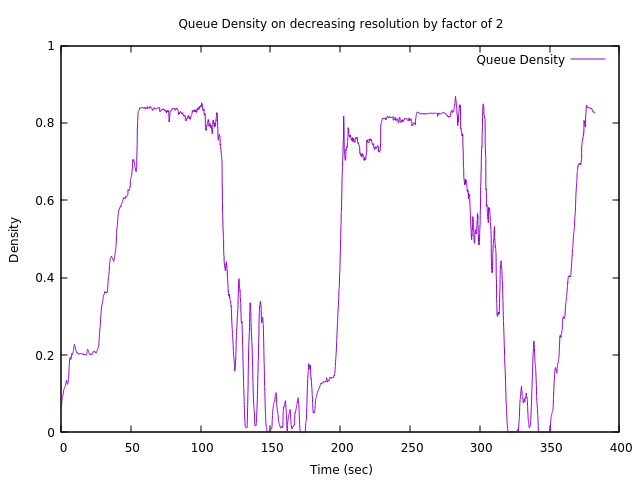 Queue Density on decreasing resolution by factor of 2
Queue Density
1
0.8
0.6
0.4
0.2
0
Density
0 50 100 150 200 250 300 350 400
Time (sec)